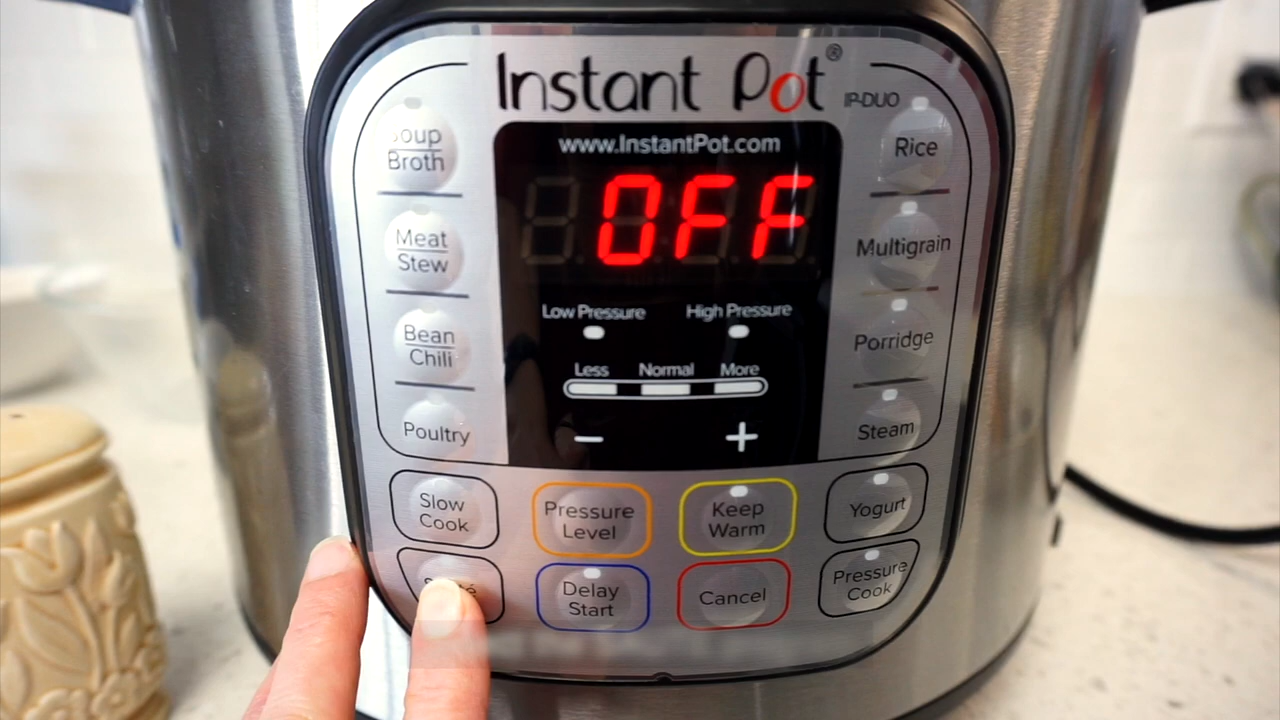 Instant Pot®
IP-DUO
www.InstantPot.com
OFF
Low Pressure
High Pressure
Less
Normal
More
−
+
Soup
Broth
Meat
Stew
Bean
Chili
Poultry
Rice
Multigrain
Porridge
Steam
Slow
Cook
Pressure
Level
Keep
Warm
Yogurt
Delay
Start
Cancel
Pressure
Cook